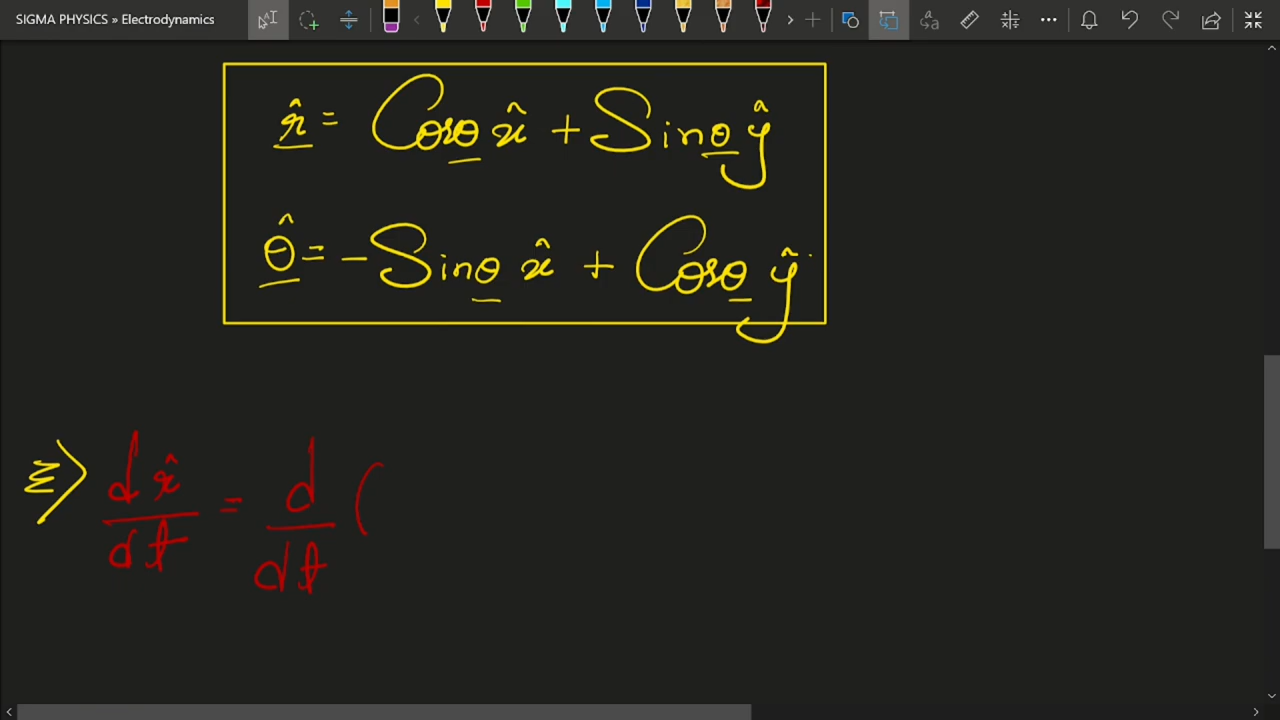 SIGMA PHYSICS » Electrodynamics
r̂ = Cosθ x̂ + Sinθ ŷ
θ̂ = -Sinθ x̂ + Cosθ ŷ
⇒ dr̂/dt = d/dt (